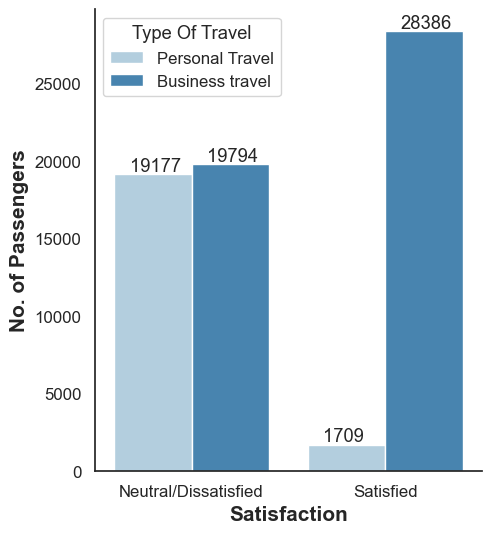 28386
Type Of Travel
Personal Travel
Business travel
25000
20000
19177
19794
15000
10000
5000
1709
0
No. of Passengers
Neutral/Dissatisfied
Satisfied
Satisfaction